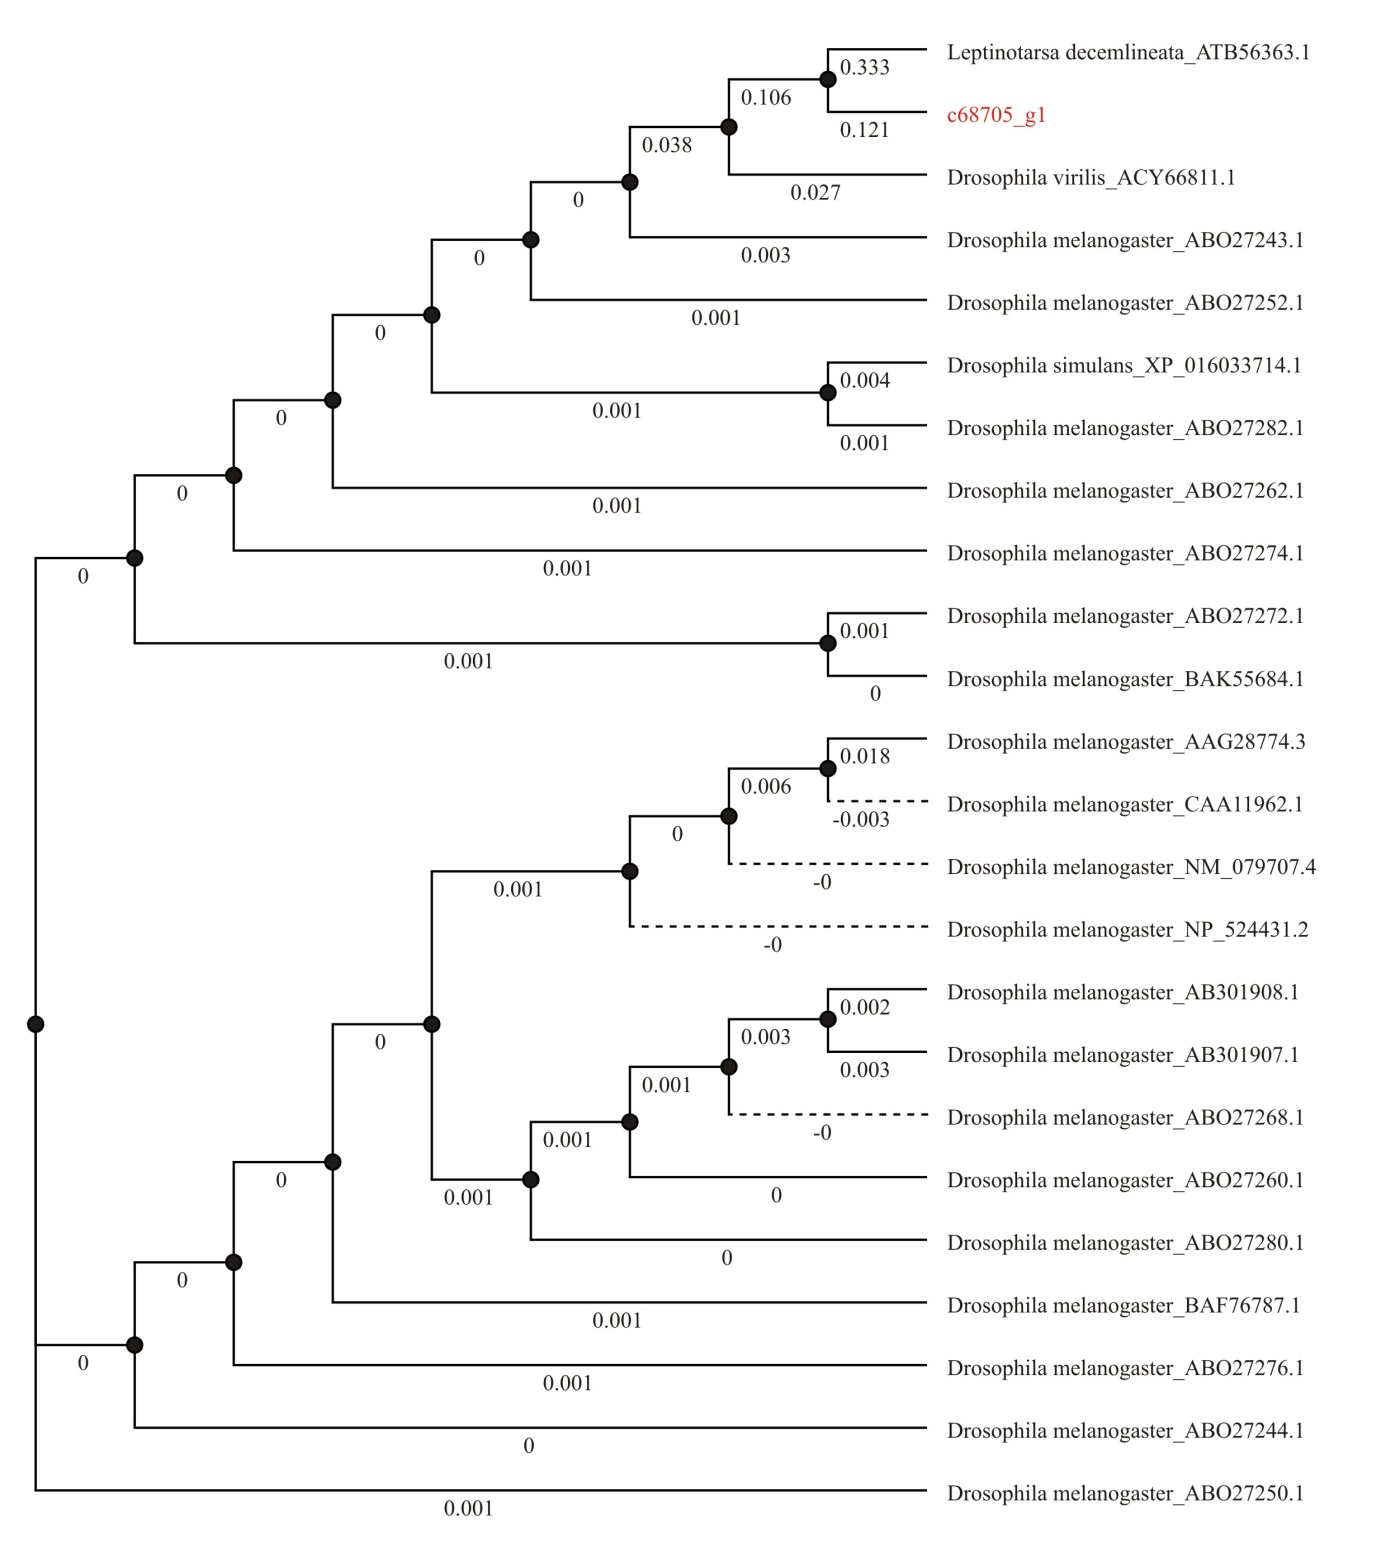 Leptinotarsa decemlineata_ATB56363.1
0.333
0.106
c68705_g1
0.121
0.038
Drosophila virilis_ACY66811.1
0.027
0
Drosophila melanogaster_ABO27243.1
0.003
0
Drosophila melanogaster_ABO27252.1
0.001
0
Drosophila simulans_XP_016033714.1
0.004
0.001
0
Drosophila melanogaster_ABO27282.1
0.001
0
Drosophila melanogaster_ABO27262.1
0.001
Drosophila melanogaster_ABO27274.1
0.001
0
Drosophila melanogaster_ABO27272.1
0.001
0.001
Drosophila melanogaster_BAK55684.1
0
Drosophila melanogaster_AAG28774.3
0.018
0.006
Drosophila melanogaster_CAA11962.1
-0.003
0
Drosophila melanogaster_NM_079707.4
-0
0.001
Drosophila melanogaster_NP_524431.2
-0
Drosophila melanogaster_AB301908.1
0.002
0.003
0
Drosophila melanogaster_AB301907.1
0.003
0.001
Drosophila melanogaster_ABO27268.1
-0
0.001
Drosophila melanogaster_ABO27260.1
0
0.001
0
Drosophila melanogaster_ABO27280.1
0
0
Drosophila melanogaster_BAF76787.1
0.001
0
Drosophila melanogaster_ABO27276.1
0.001
Drosophila melanogaster_ABO27244.1
0
Drosophila melanogaster_ABO27250.1
0.001